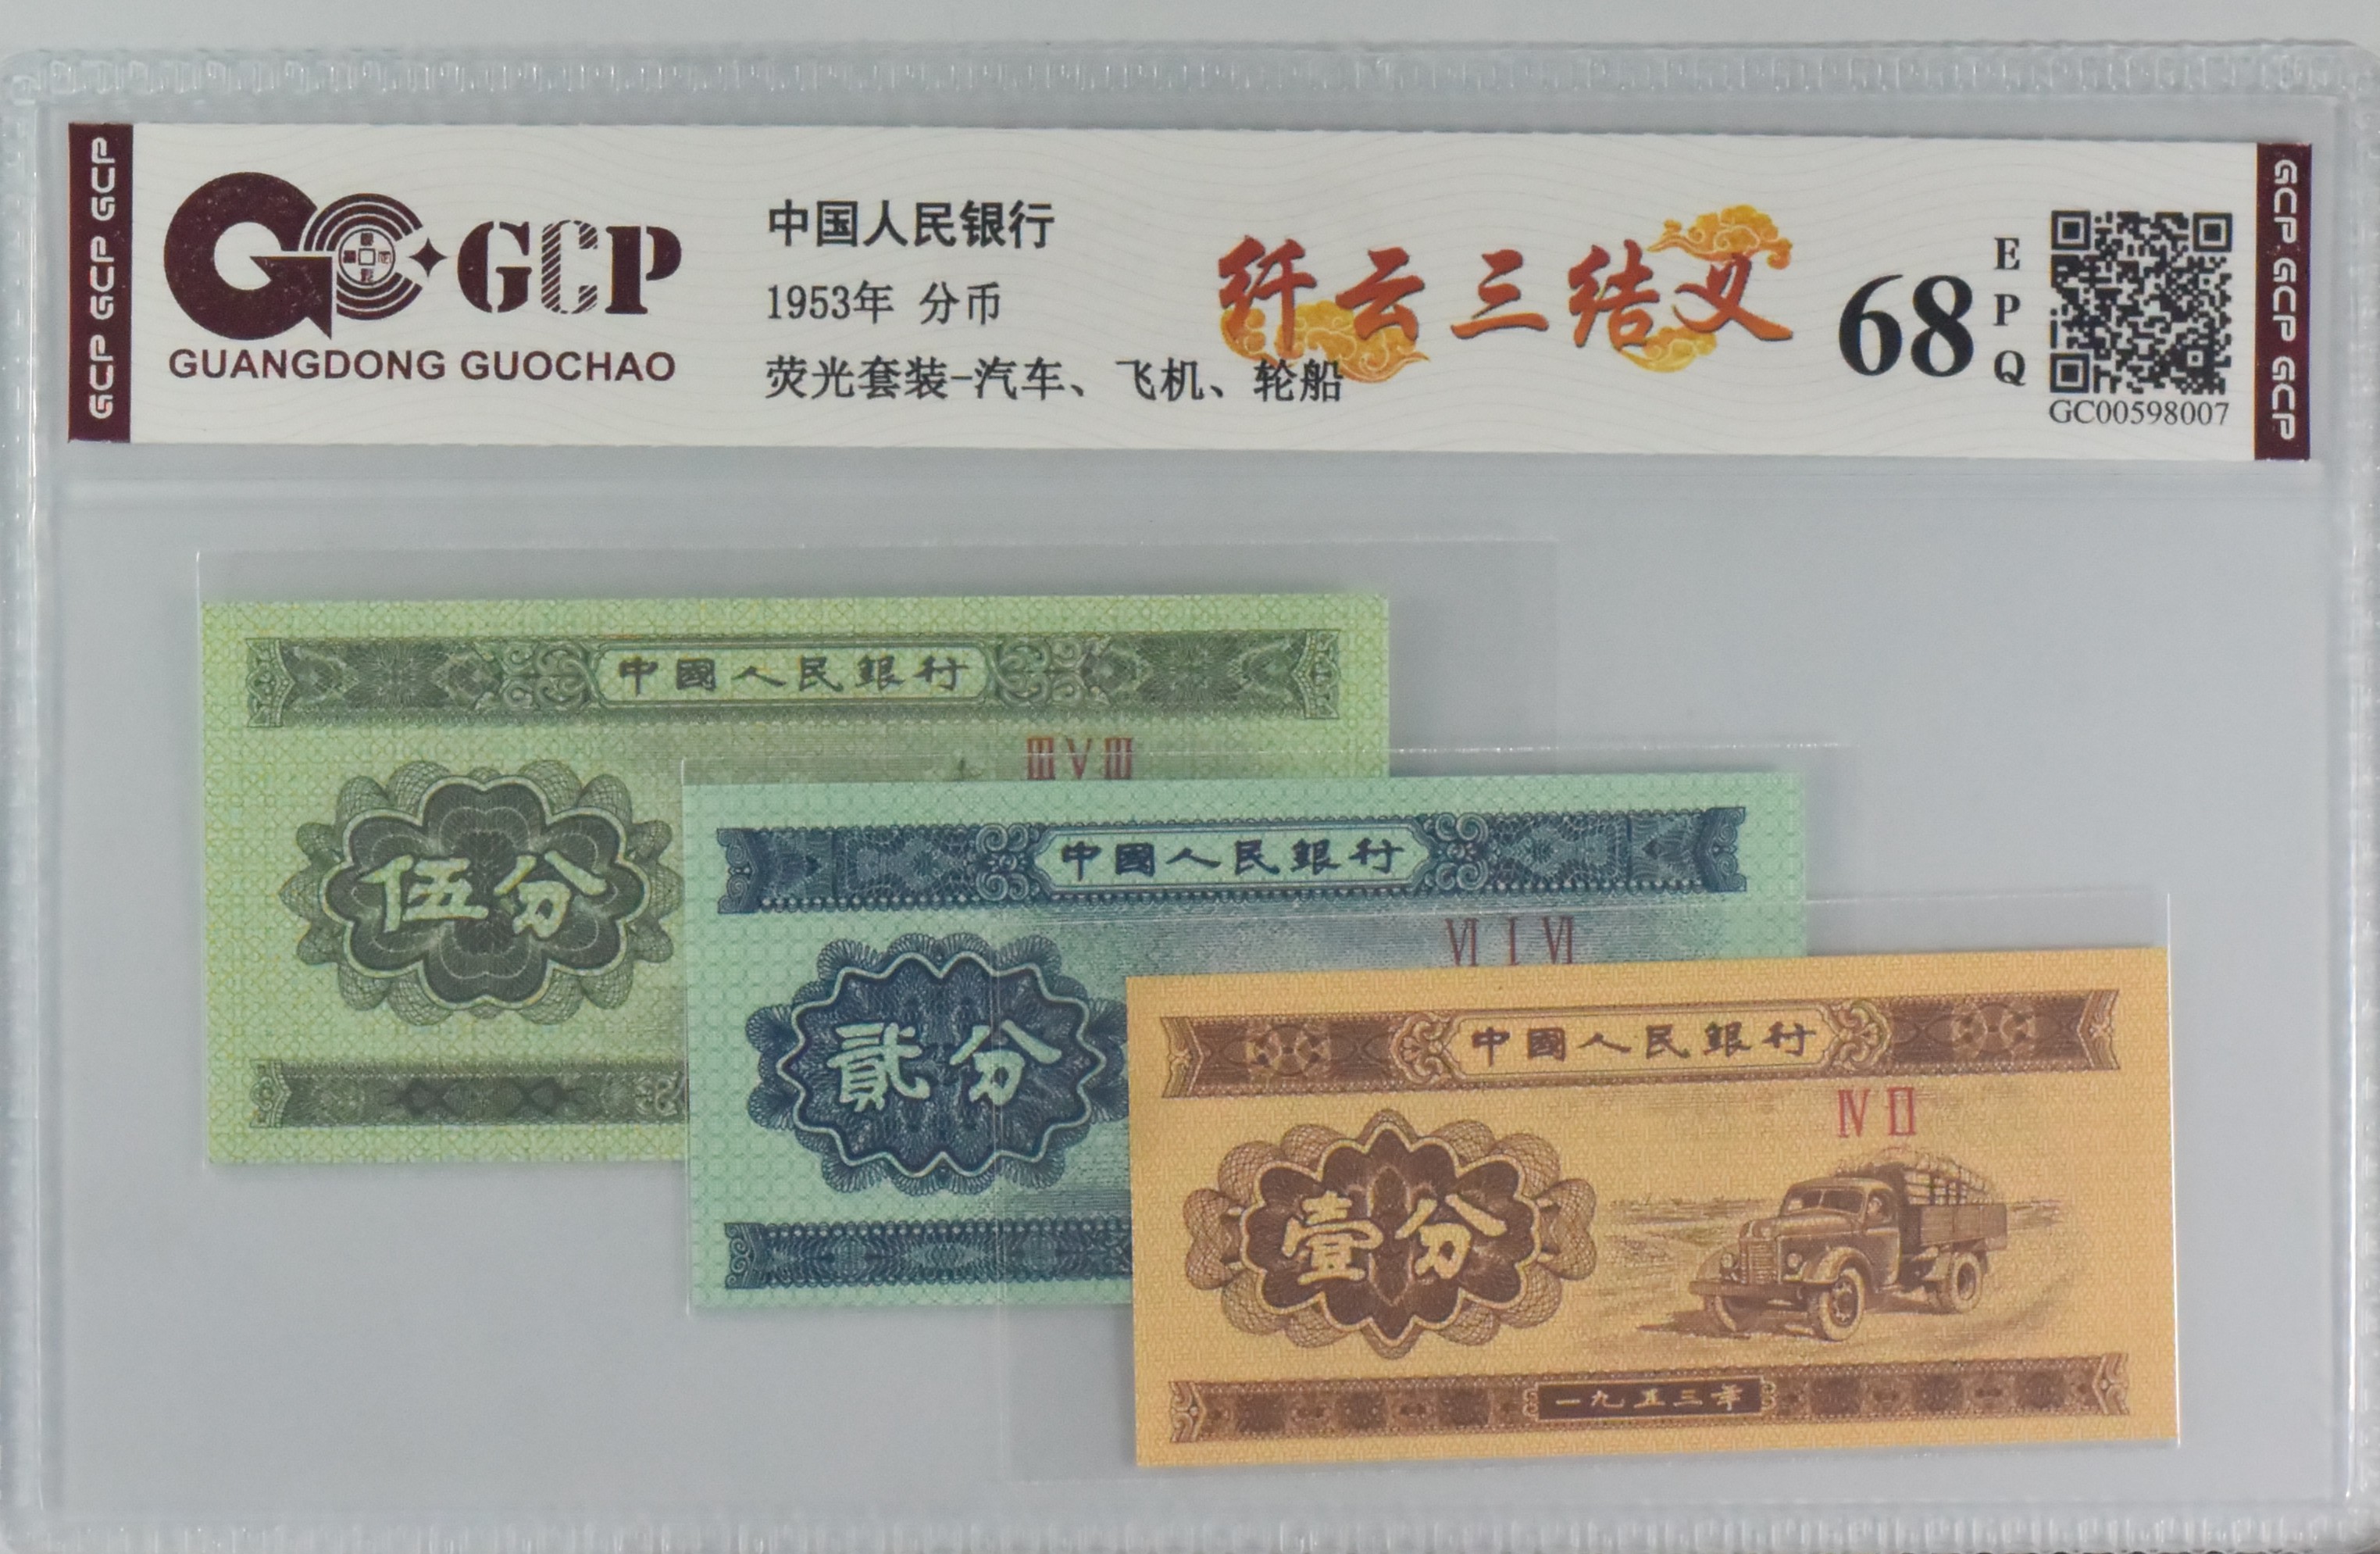 GCP GCP GCP
GCP
GUANGDONG GUOCHAO
中国人民银行
1953年 分币
荧光套装-汽车、飞机、轮船
纤云三结义
68
EPQ
GC00598007
GCP GCP GCP
中國人民銀行
ⅢⅤⅢ
伍分
中國人民銀行
Ⅵ Ⅰ Ⅵ
貳分
中國人民銀行
Ⅳ Ⅱ
壹分
一九五三年